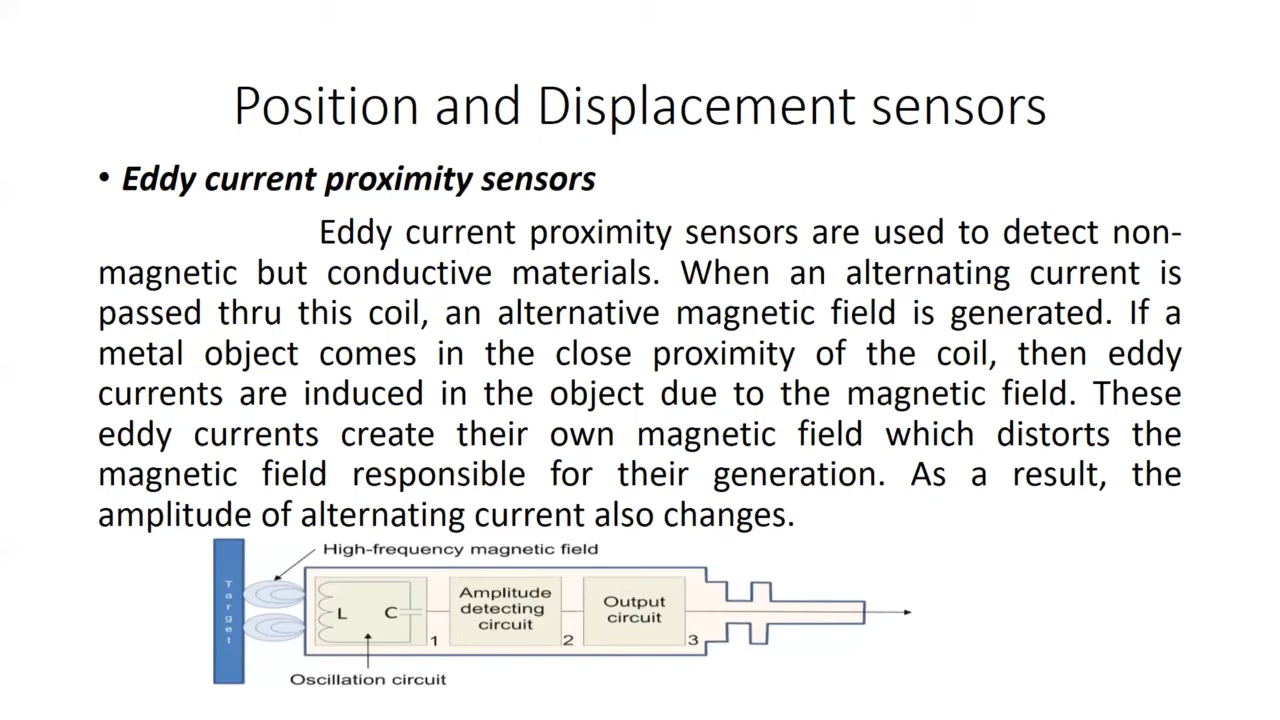 Position and Displacement sensors
• Eddy current proximity sensors
Eddy current proximity sensors are used to detect non-
magnetic but conductive materials. When an alternating current is
passed thru this coil, an alternative magnetic field is generated. If a
metal object comes in the close proximity of the coil, then eddy
currents are induced in the object due to the magnetic field. These
eddy currents create their own magnetic field which distorts the
magnetic field responsible for their generation. As a result, the
amplitude of alternating current also changes.
High-frequency magnetic field
Target
L C
1
Amplitude
detecting
circuit
2
Output
circuit
3
Oscillation circuit